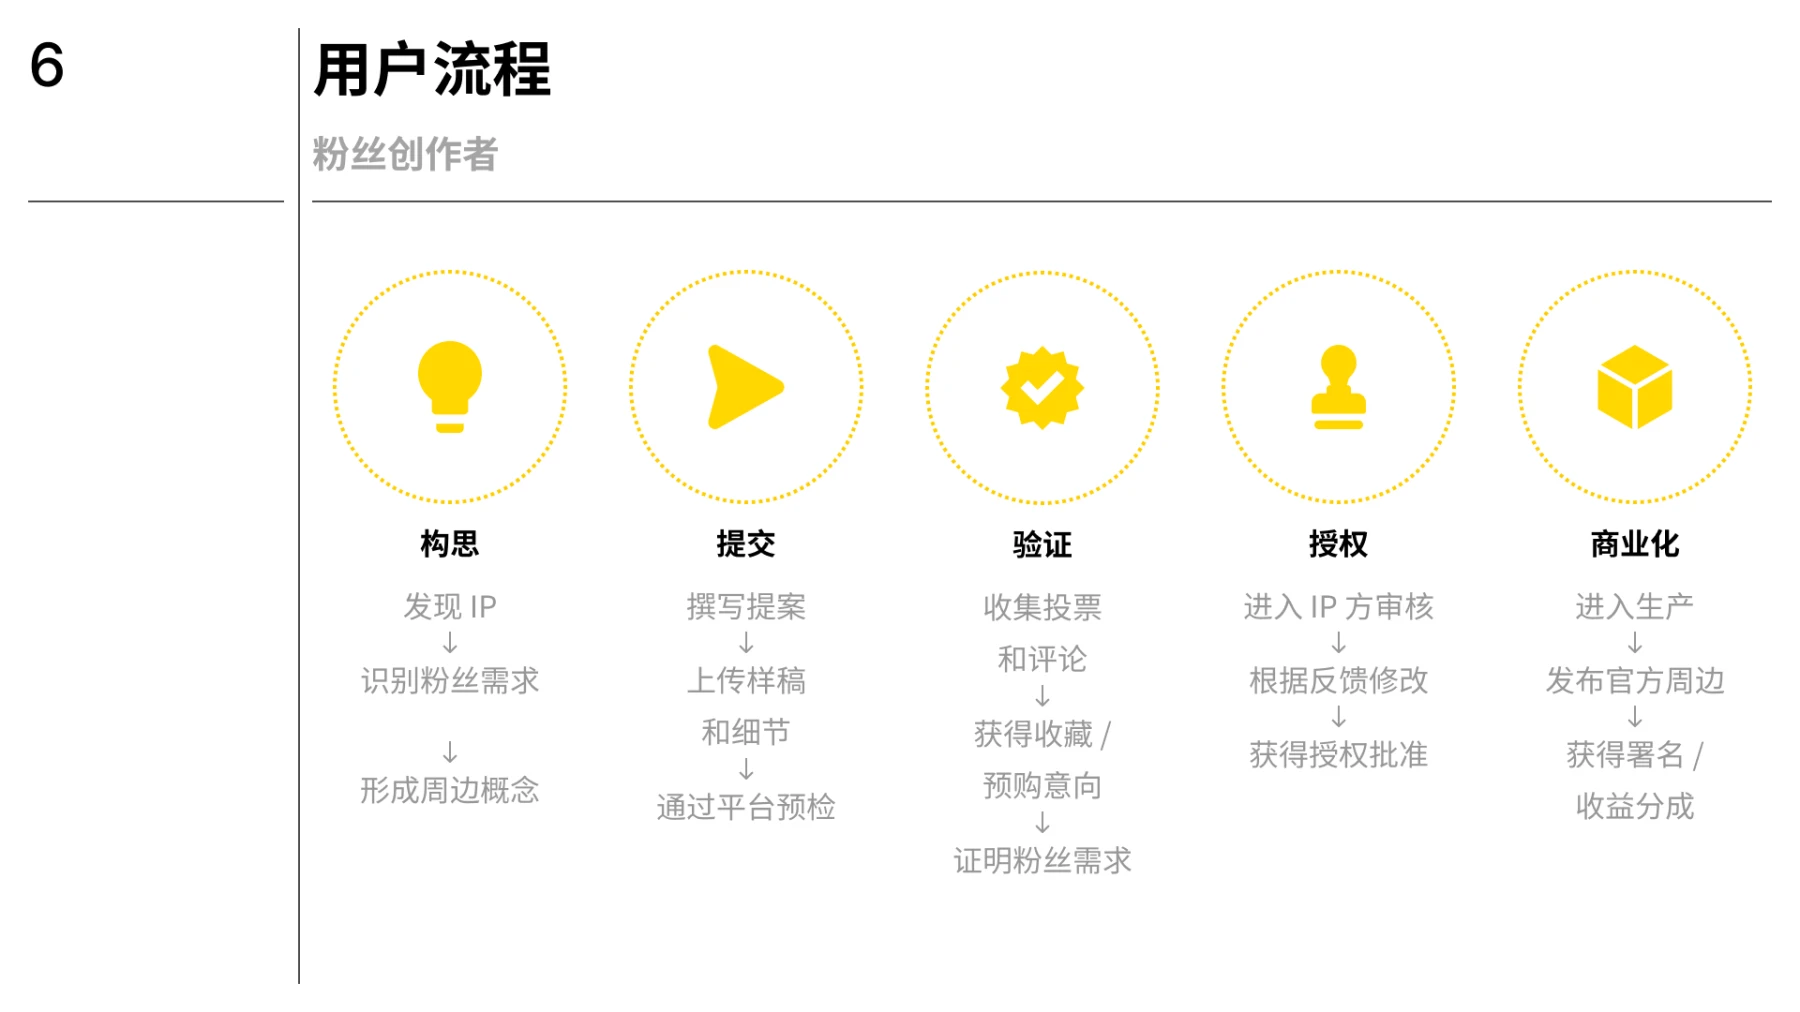 6
用户流程
粉丝创作者
构思
发现 IP
↓
识别粉丝需求
↓
形成周边概念
提交
撰写提案
↓
上传样稿
和细节
↓
通过平台预检
验证
收集投票
和评论
↓
获得收藏 /
预购意向
↓
证明粉丝需求
授权
进入 IP 方审核
↓
根据反馈修改
↓
获得授权批准
商业化
进入生产
↓
发布官方周边
↓
获得署名 /
收益分成